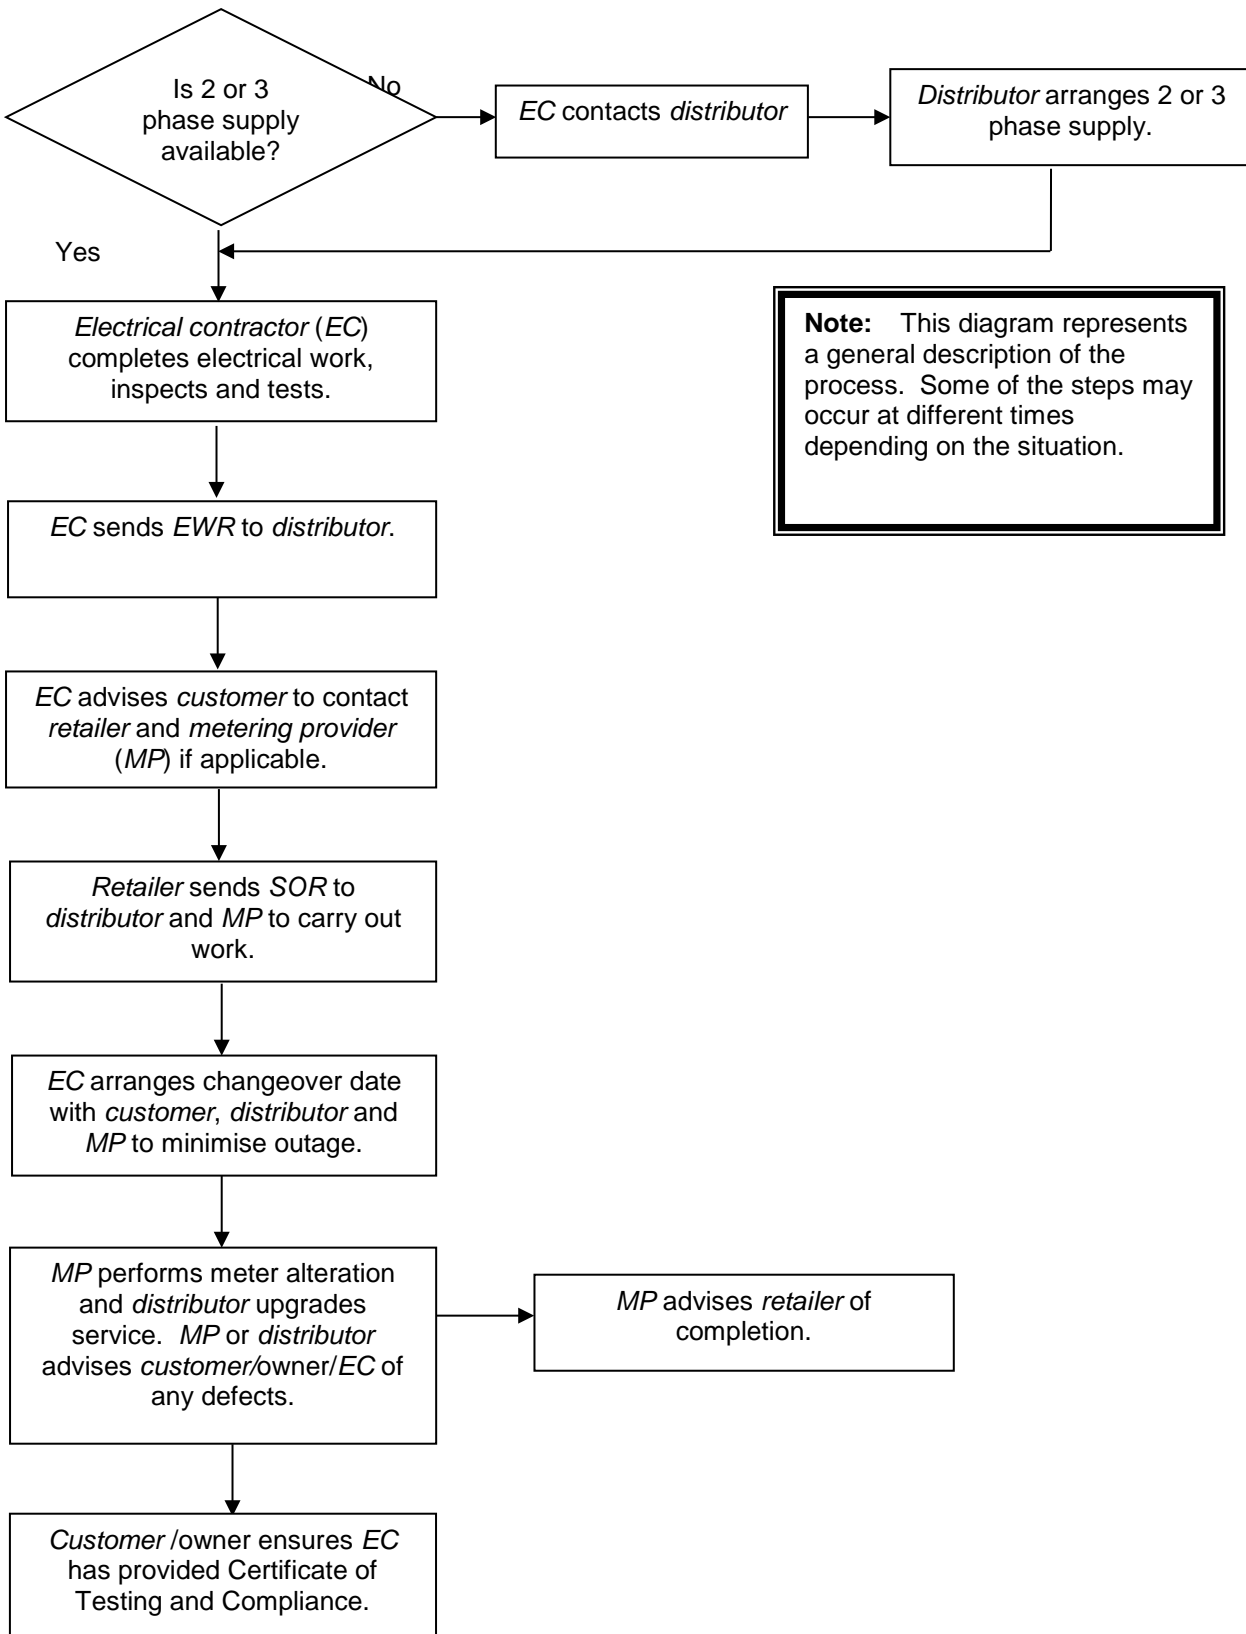 Is 2 or 3
phase supply
available?
No
EC contacts distributor
Distributor arranges 2 or 3
phase supply.
Yes
Electrical contractor (EC)
completes electrical work,
inspects and tests.
Note: This diagram represents
a general description of the
process. Some of the steps may
occur at different times
depending on the situation.
EC sends EWR to distributor.
EC advises customer to contact
retailer and metering provider
(MP) if applicable.
Retailer sends SOR to
distributor and MP to carry out
work.
EC arranges changeover date
with customer, distributor and
MP to minimise outage.
MP performs meter alteration
and distributor upgrades
service. MP or distributor
advises customer/owner/EC of
any defects.
MP advises retailer of
completion.
Customer /owner ensures EC
has provided Certificate of
Testing and Compliance.